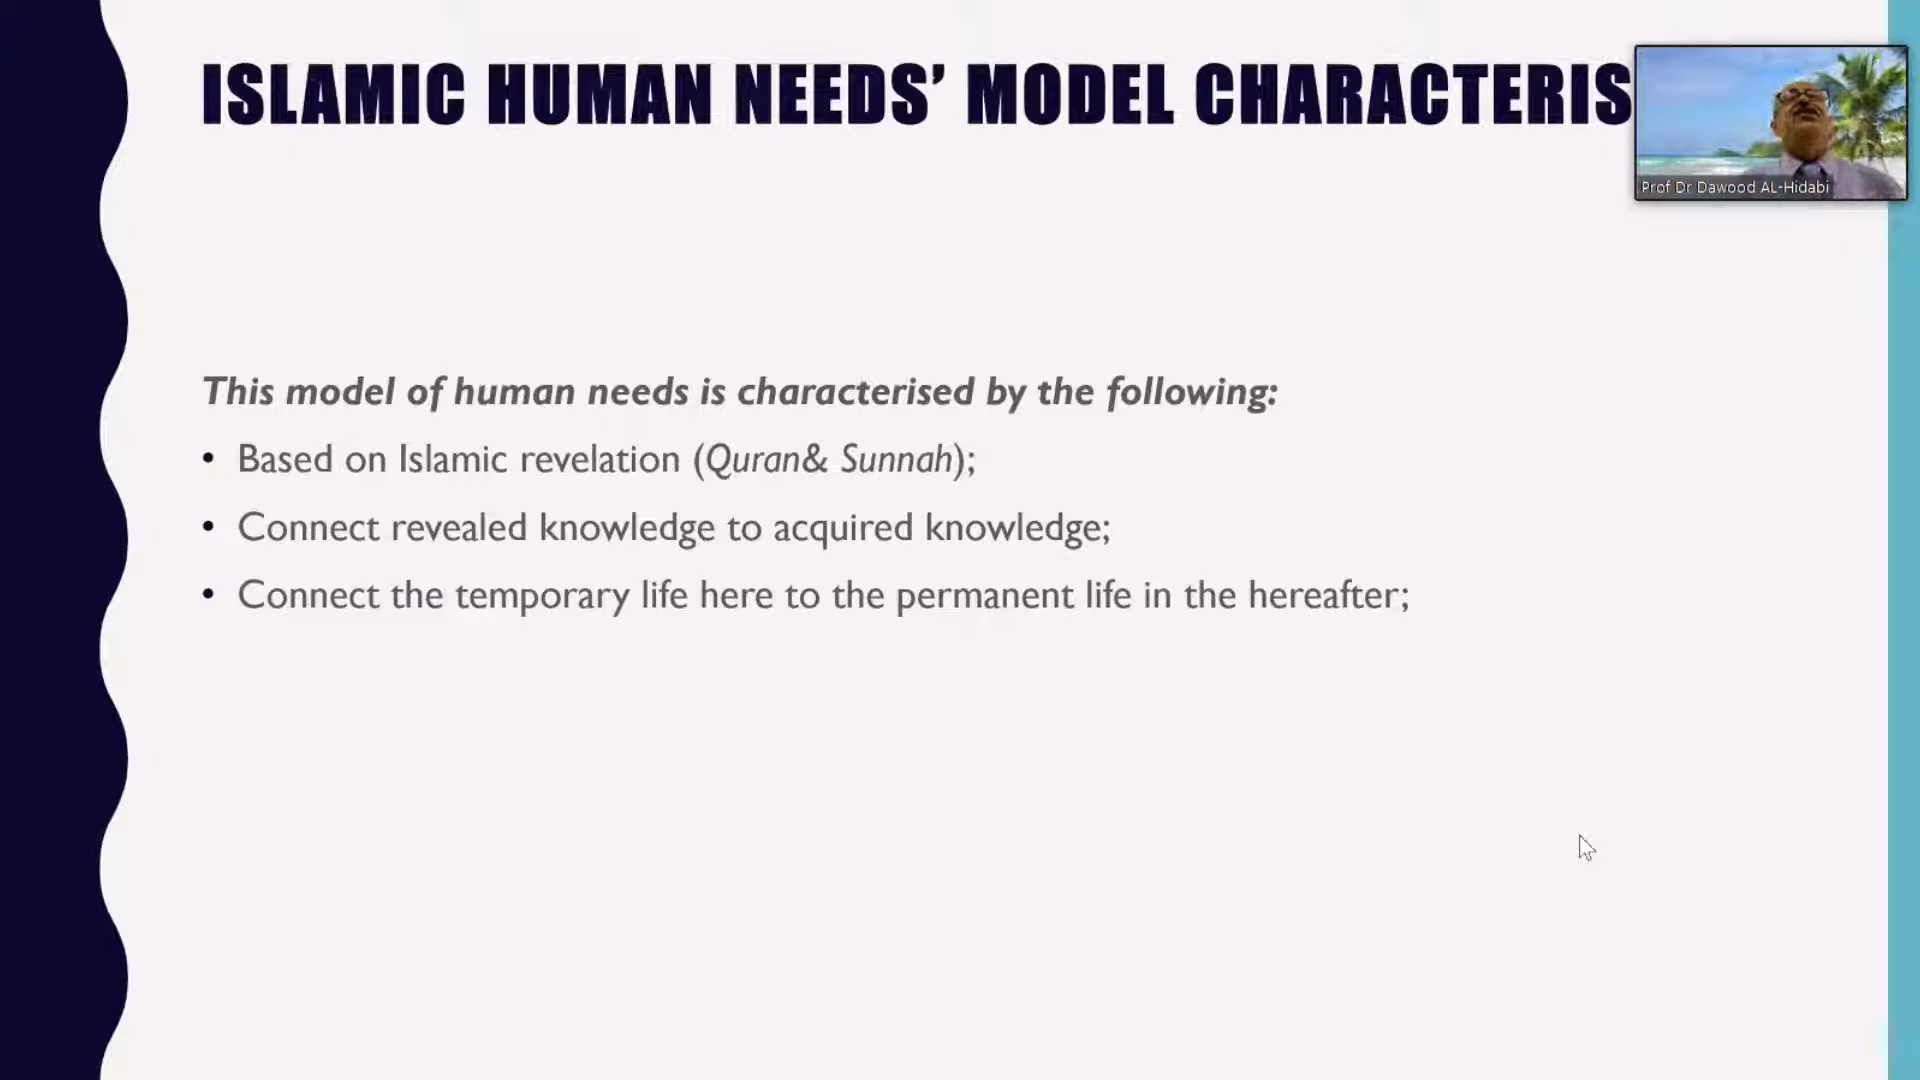 ISLAMIC HUMAN NEEDS’ MODEL CHARACTERIS
Prof Dr Dawood AL-Hidabi
This model of human needs is characterised by the following:
• Based on Islamic revelation (Quran& Sunnah);
• Connect revealed knowledge to acquired knowledge;
• Connect the temporary life here to the permanent life in the hereafter;